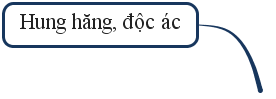 Hung hăng, độc ác